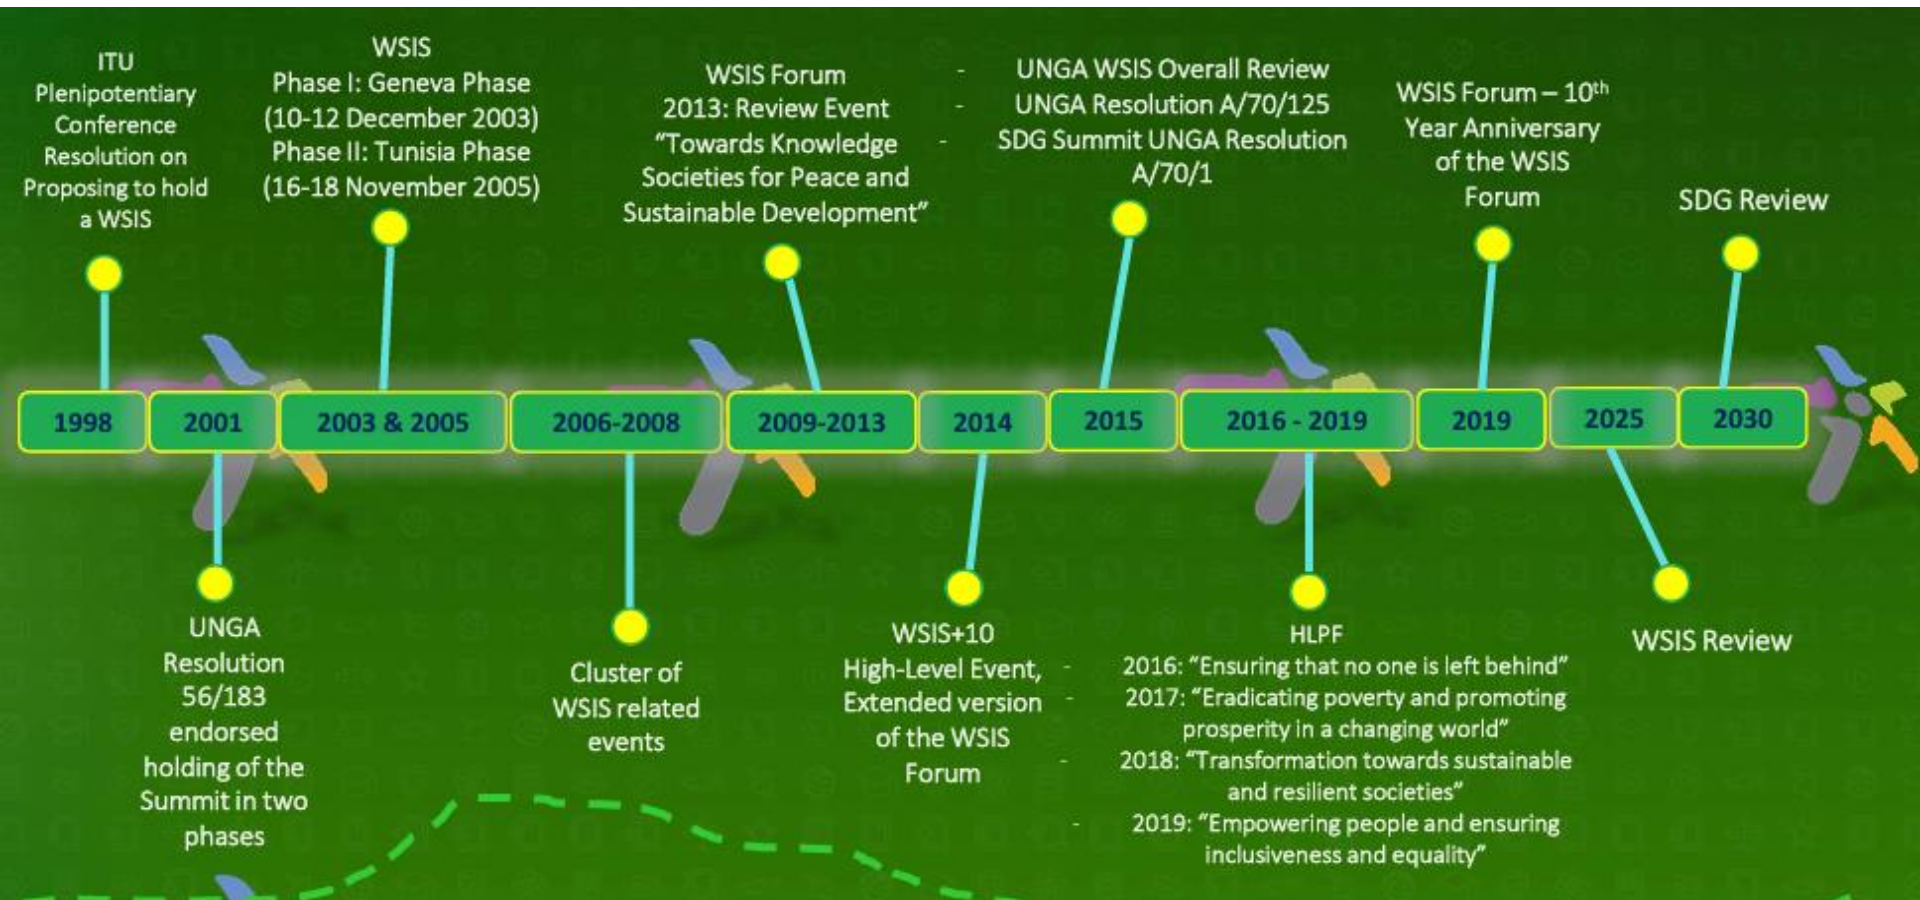 ITU
Plenipotentiary
Conference
Resolution on
Proposing to hold
a WSIS
WSIS
Phase I: Geneva Phase
(10-12 December 2003)
Phase II: Tunisia Phase
(16-18 November 2005)
WSIS Forum
2013: Review Event
“Towards Knowledge
Societies for Peace and
Sustainable Development”
- UNGA WSIS Overall Review
- UNGA Resolution A/70/125
- SDG Summit UNGA Resolution
A/70/1
WSIS Forum – 10th
Year Anniversary
of the WSIS
Forum
SDG Review
1998
2001
2003 & 2005
2006-2008
2009-2013
2014
2015
2016 - 2019
2019
2025
2030
UNGA
Resolution
56/183
endorsed
holding of the
Summit in two
phases
Cluster of
WSIS related
events
WSIS+10
High-Level Event,
Extended version
of the WSIS
Forum
HLPF
- 2016: “Ensuring that no one is left behind”
- 2017: “Eradicating poverty and promoting
prosperity in a changing world”
- 2018: “Transformation towards sustainable
and resilient societies”
- 2019: “Empowering people and ensuring
inclusiveness and equality”
WSIS Review